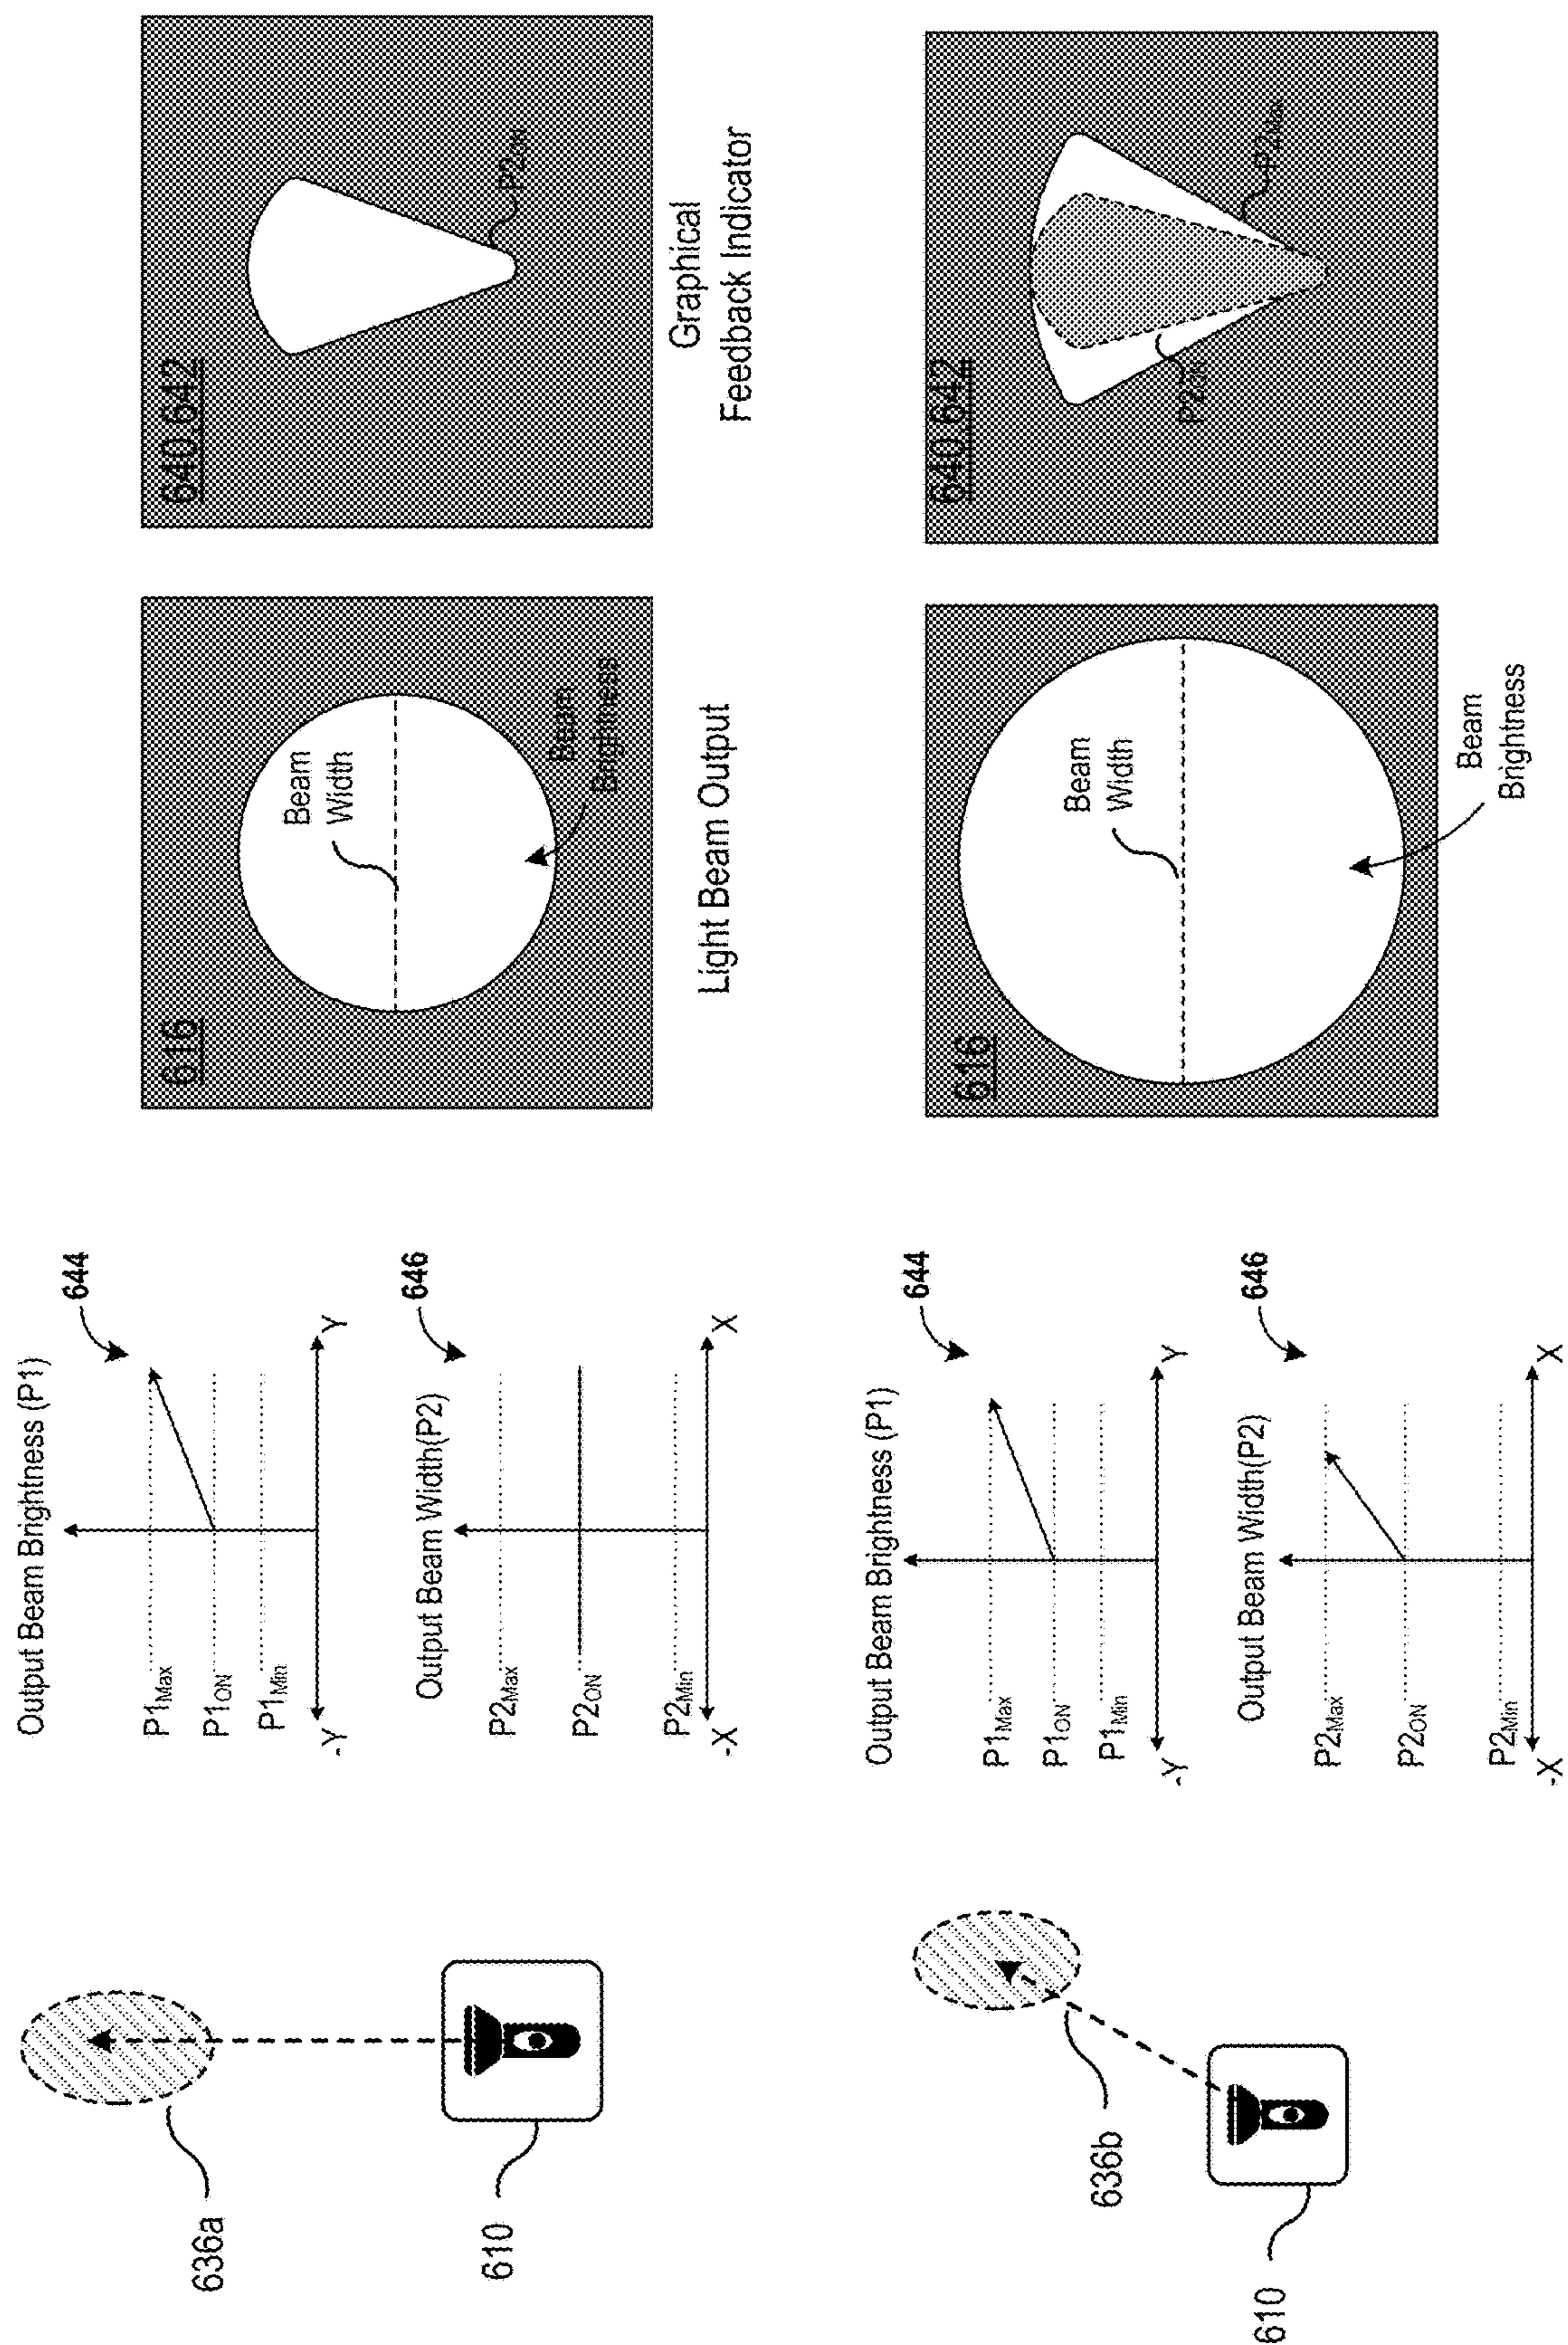 636a
610
Output Beam Brightness (P1)
644
P1Max
P1ON
P1Min
-Y
Y
Output Beam Width(P2)
646
P2Max
P2ON
P2Min
-X
X
616
Beam
Width
Beam
Brightness
Light Beam Output
640,642
P2ON
Graphical
Feedback Indicator
636b
610
Output Beam Brightness (P1)
644
P1Max
P1ON
P1Min
-Y
Y
Output Beam Width(P2)
646
P2Max
P2ON
P2Min
-X
X
616
Beam
Width
Beam
Brightness
640,642
P2ON
P2Max